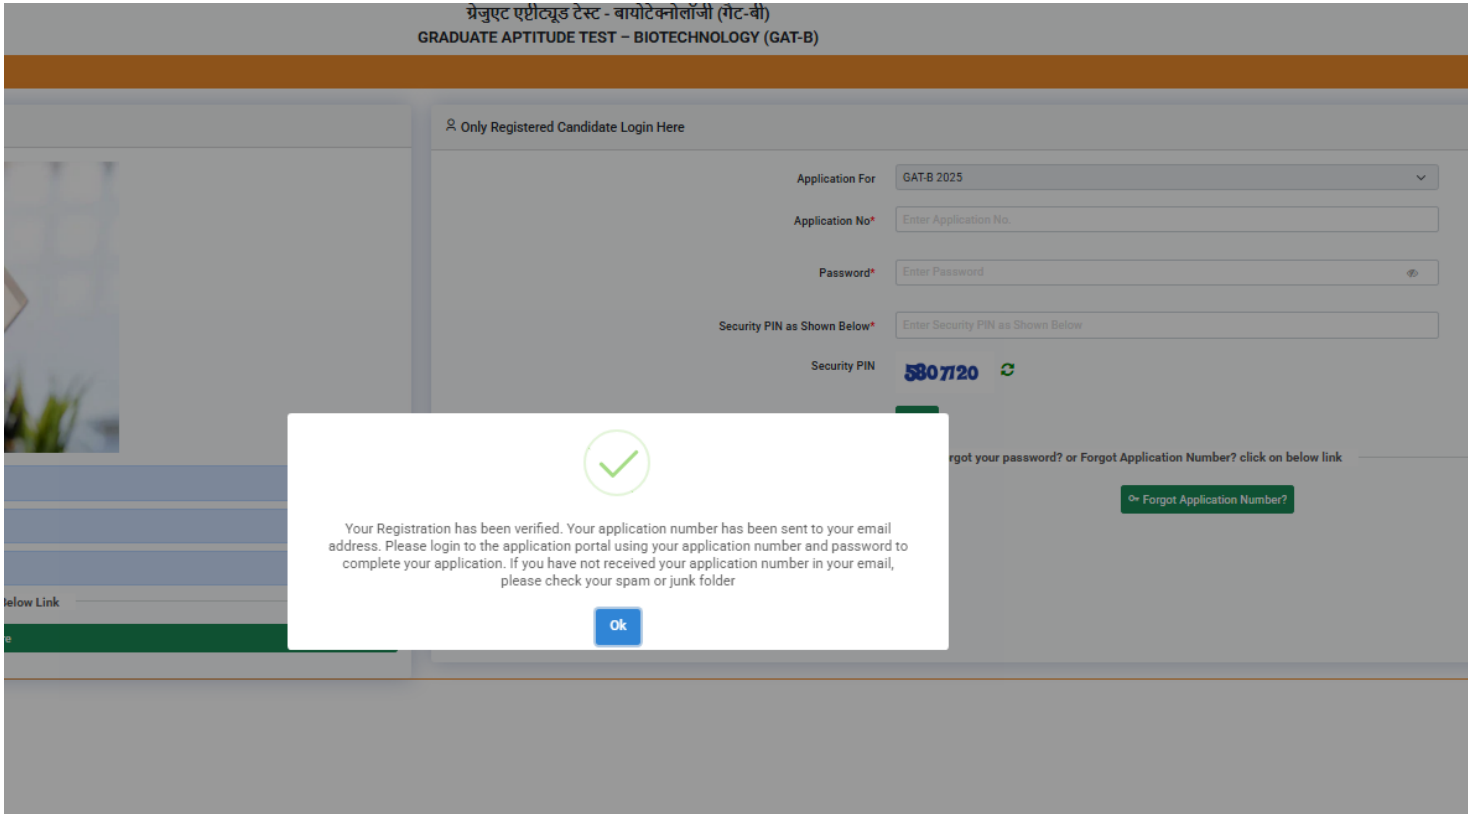 ग्रेजुएट एप्टीट्यूड टेस्ट - बायोटेक्नोलॉजी (गैट-बी)
GRADUATE APTITUDE TEST – BIOTECHNOLOGY (GAT-B)
Only Registered Candidate Login Here
Application For
GAT-B 2025
Application No*
Enter Application No.
Password*
Enter Password
Security PIN as Shown Below*
Enter Security PIN as Shown Below
Security PIN
5807120
your password? or Forgot Application Number? click on below link
Forgot Application Number?
Your Registration has been verified. Your application number has been sent to your email
address. Please login to the application portal using your application number and password to
complete your application. If you have not received your application number in your email,
please check your spam or junk folder
Ok
Below Link